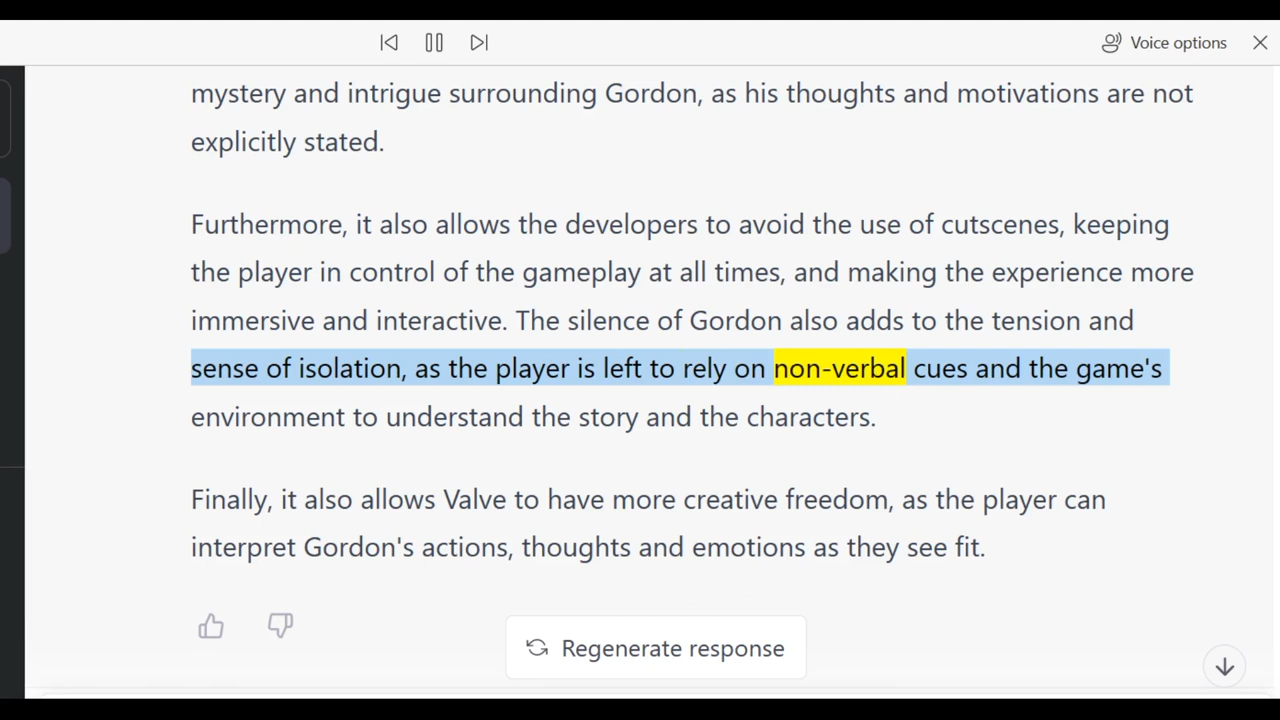 Voice options
mystery and intrigue surrounding Gordon, as his thoughts and motivations are not
explicitly stated.
Furthermore, it also allows the developers to avoid the use of cutscenes, keeping
the player in control of the gameplay at all times, and making the experience more
immersive and interactive. The silence of Gordon also adds to the tension and
sense of isolation, as the player is left to rely on non-verbal cues and the game's
environment to understand the story and the characters.
Finally, it also allows Valve to have more creative freedom, as the player can
interpret Gordon's actions, thoughts and emotions as they see fit.
Regenerate response